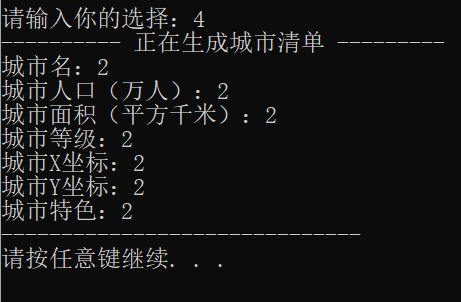 请输入你的选择：4
---------- 正在生成城市清单 ---------
城市名：2
城市人口（万人）：2
城市面积（平方千米）：2
城市等级：2
城市X坐标：2
城市Y坐标：2
城市特色：2
------------------------------
请按任意键继续. . .